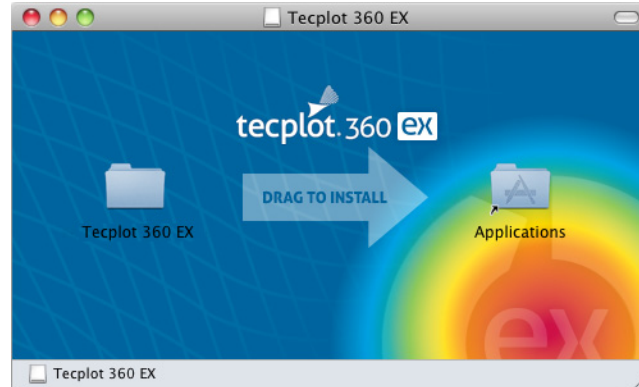 Tecplot 360 EX
tecplot. 360 ex
DRAG TO INSTALL
Tecplot 360 EX
Applications
ex
Tecplot 360 EX